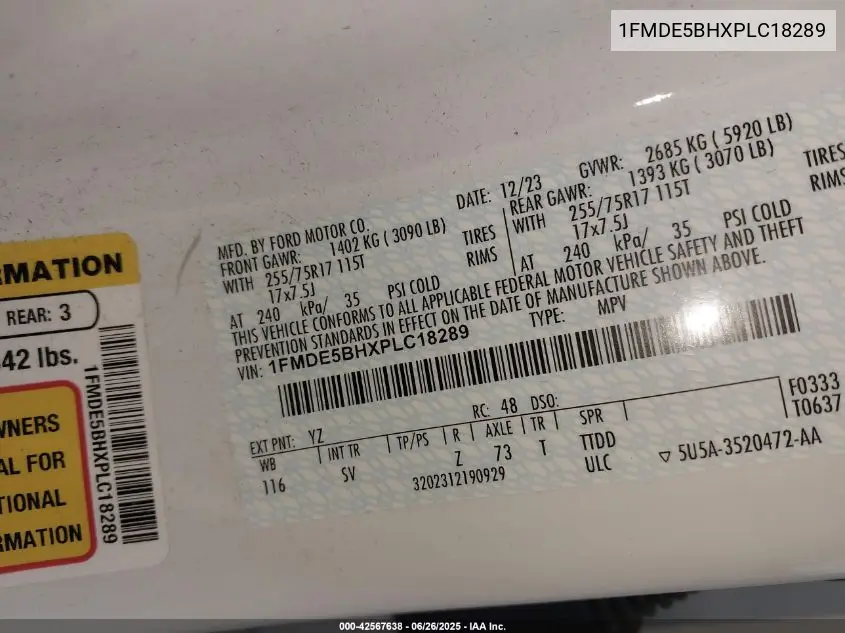 1FMDE5BHXPLC18289
MFD. BY FORD MOTOR CO.
DATE: 12/23
GVWR: 2685 KG ( 5920 LB)
FRONT GAWR: 1402 KG ( 3090 LB)
REAR GAWR: 1393 KG ( 3070 LB)
WITH 255/75R17 115T TIRES
WITH 255/75R17 115T TIRES
17x7.5J RIMS
17x7.5J RIMS
AT 240 kPa/ 35 PSI COLD
AT 240 kPa/ 35 PSI COLD
THIS VEHICLE CONFORMS TO ALL APPLICABLE FEDERAL MOTOR VEHICLE SAFETY AND THEFT
PREVENTION STANDARDS IN EFFECT ON THE DATE OF MANUFACTURE SHOWN ABOVE.
VIN: 1FMDE5BHXPLC18289
TYPE: MPV
EXT PNT: YZ RC: 48 DSO:
F0333
T0637
WB INT TR TP/PS R AXLE TR SPR
116 SV Z 73 T TTDD
3202312190929 ULC
▽ 5U5A-3520472-AA
RMATION
REAR: 3
42 lbs.
1FMDE5BHXPLC18289
WNERS
AL FOR
TIONAL
RMATION
000-42567638 - 06/26/2025 - IAA Inc.